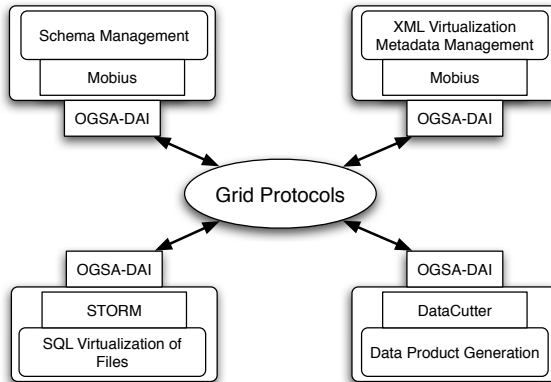 Schema Management
Mobius
OGSA-DAI
XML Virtualization
Metadata Management
Mobius
OGSA-DAI
Grid Protocols
OGSA-DAI
STORM
SQL Virtualization of
Files
OGSA-DAI
DataCutter
Data Product Generation